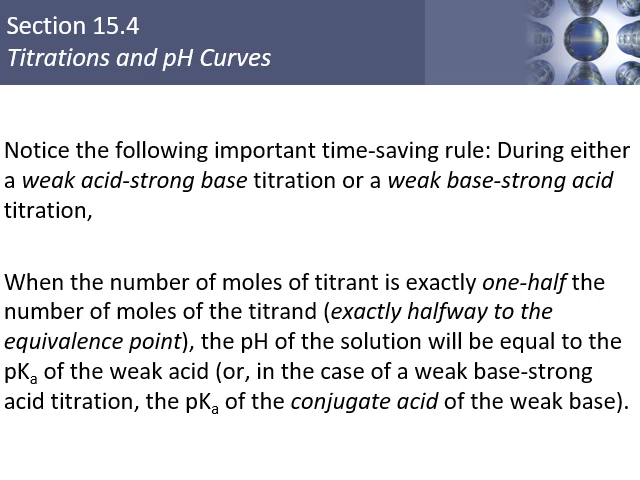 Section 15.4
Titrations and pH Curves
Notice the following important time-saving rule: During either
a weak acid-strong base titration or a weak base-strong acid
titration,
When the number of moles of titrant is exactly one-half the
number of moles of the titrand (exactly halfway to the
equivalence point), the pH of the solution will be equal to the
pKₐ of the weak acid (or, in the case of a weak base-strong
acid titration, the pKₐ of the conjugate acid of the weak base).